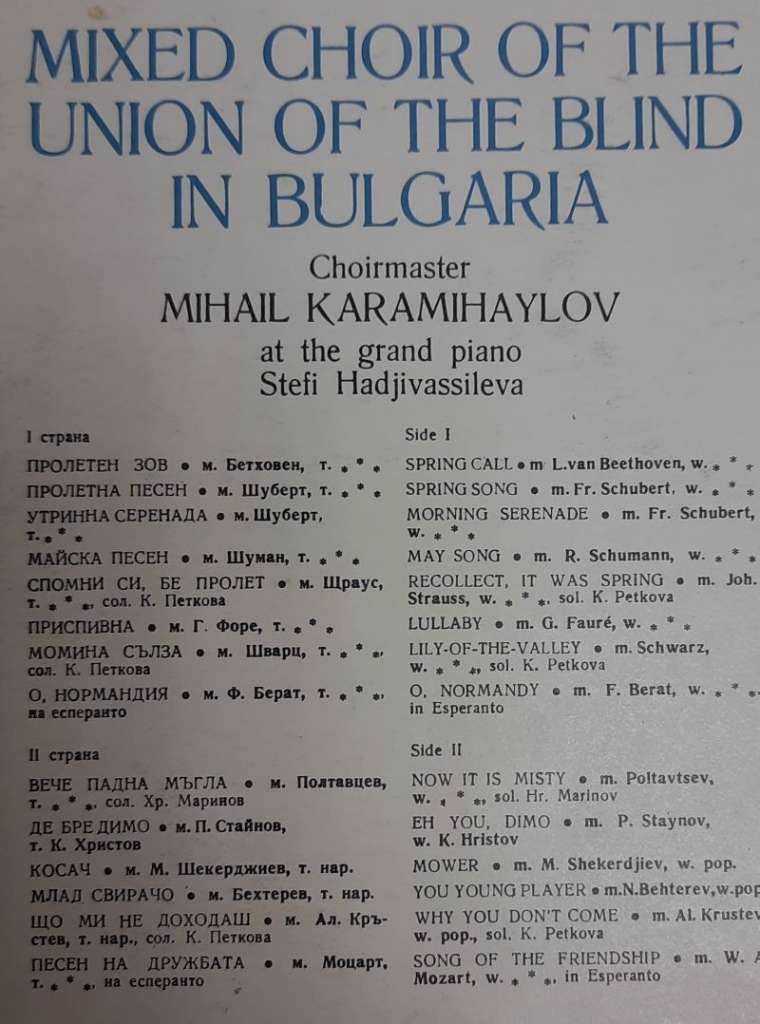 MIXED CHOIR OF THE
UNION OF THE BLIND
IN BULGARIA
Choirmaster
MIHAIL KARAMIHAYLOV
at the grand piano
Stefi Hadjivassileva
I страна
ПРОЛЕТЕН ЗОВ ● м. Бетховен, т. * * *
ПРОЛЕТНА ПЕСЕН ● м. Шуберт, т. * * *
УТРИННА СЕРЕНАДА ● м. Шуберт,
т. * * *
МАЙСКА ПЕСЕН ● м. Шуман, т. * * *
СПОМНИ СИ, БЕ ПРОЛЕТ ● м. Щраус,
т. * * *, сол. К. Петкова
ПРИСПИВНА ● м. Г. Форе, т. * * *
МОМИНА СЪЛЗА ● м. Шварц, т. * * *,
сол. К. Петкова
О, НОРМАНДИЯ ● м. Ф. Берат, т. * * *,
на есперанто
II страна
ВЕЧЕ ПАДНА МЪГЛА ● м. Полтавцев,
т. * * *, сол. Хр. Маринов
ДЕ БРЕ ДИМО ● м. П. Стайнов,
т. К. Христов
КОСАЧ ● м. М. Шекерджиев, т. нар.
МЛАД СВИРАЧО ● м. Бехтерев, т. нар.
ЩО МИ НЕ ДОХОДАШ ● м. Ал. Кръ-
стев, т. нар., сол. К. Петкова
ПЕСЕН НА ДРУЖБАТА ● м. Моцарт,
т. * * *, на есперанто
Side I
SPRING CALL ● m L.van Beethoven, w. * * *
SPRING SONG ● m. Fr. Schubert, w. * * *
MORNING SERENADE ● m. Fr. Schubert,
w. * * *
MAY SONG ● m. R. Schumann, w. * * *
RECOLLECT, IT WAS SPRING ● m. Joh.
Strauss, w. * * *, sol. K. Petkova
LULLABY ● m. G. Fauré, w. * * *
LILY-OF-THE-VALLEY ● m. Schwarz,
w. * * *, sol. K. Petkova
O, NORMANDY ● m. F. Berat, w. * * *,
in Esperanto
Side II
NOW IT IS MISTY ● m. Poltavtsev,
w. * * *, sol. Hr. Marinov
EH YOU, DIMO ● m. P. Staynov,
w. K. Hristov
MOWER ● m. M. Shekerdjiev, w. pop.
YOU YOUNG PLAYER ● m.N.Behterev,w.pop
WHY YOU DON'T COME ● m. Al. Krustev
w. pop., sol. K. Petkova
SONG OF THE FRIENDSHIP ● m. W.
Mozart, w. * * *, in Esperanto